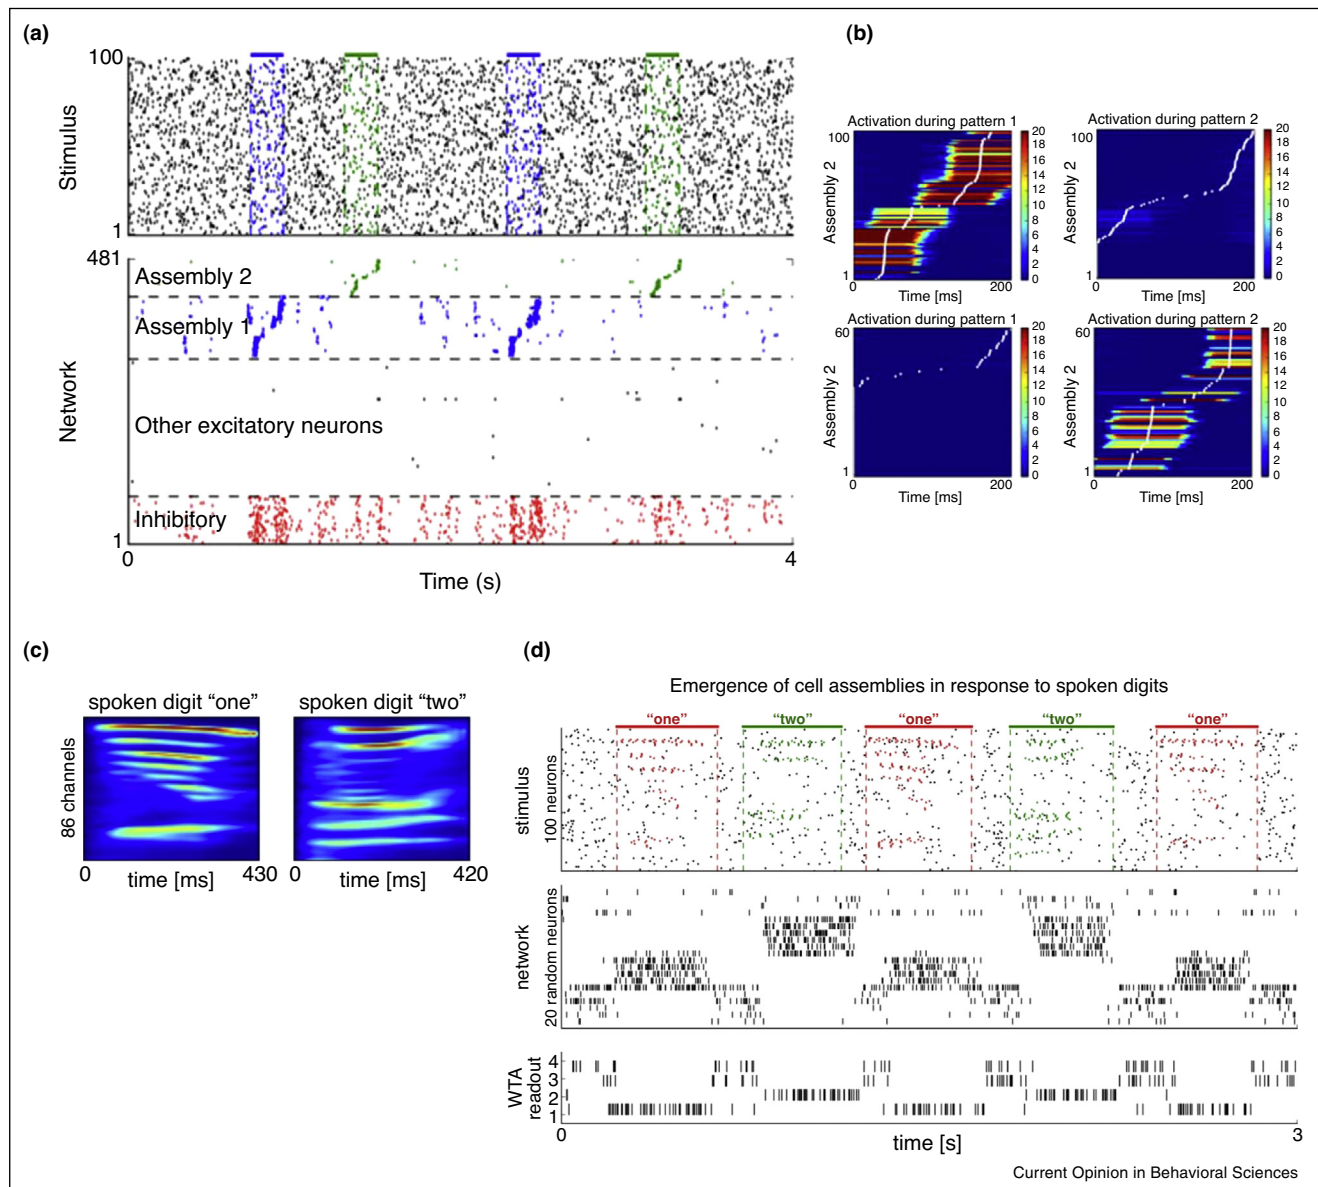 (a)
100
Stimulus
1
481
Assembly 2
Assembly 1
Network
Other excitatory neurons
Inhibitory
1
0
4
Time (s)
(b)
Activation during pattern 1
100
Assembly 2
1
0
200
Time [ms]
20
18
16
14
12
10
8
6
4
2
0
Activation during pattern 2
100
Assembly 2
1
0
200
Time [ms]
20
18
16
14
12
10
8
6
4
2
0
Activation during pattern 1
60
Assembly 2
1
0
200
Time [ms]
20
18
16
14
12
10
8
6
4
2
0
Activation during pattern 2
60
Assembly 2
1
0
200
Time [ms]
20
18
16
14
12
10
8
6
4
2
0
(c)
spoken digit “one”
86 channels
0
430
time [ms]
spoken digit “two”
0
420
time [ms]
(d)
Emergence of cell assemblies in response to spoken digits
“one”
“two”
“one”
“two”
“one”
stimulus
100 neurons
network
20 random neurons
WTA
readout
4
3
2
1
0
3
time [s]
Current Opinion in Behavioral Sciences